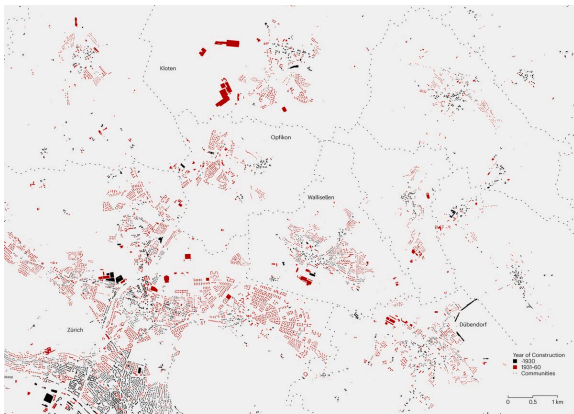 Kloten
Opfikon
Wallisellen
Zürich
Dübendorf
Year of Construction
-1930
1931-60
Communities
0
0.5
1 km